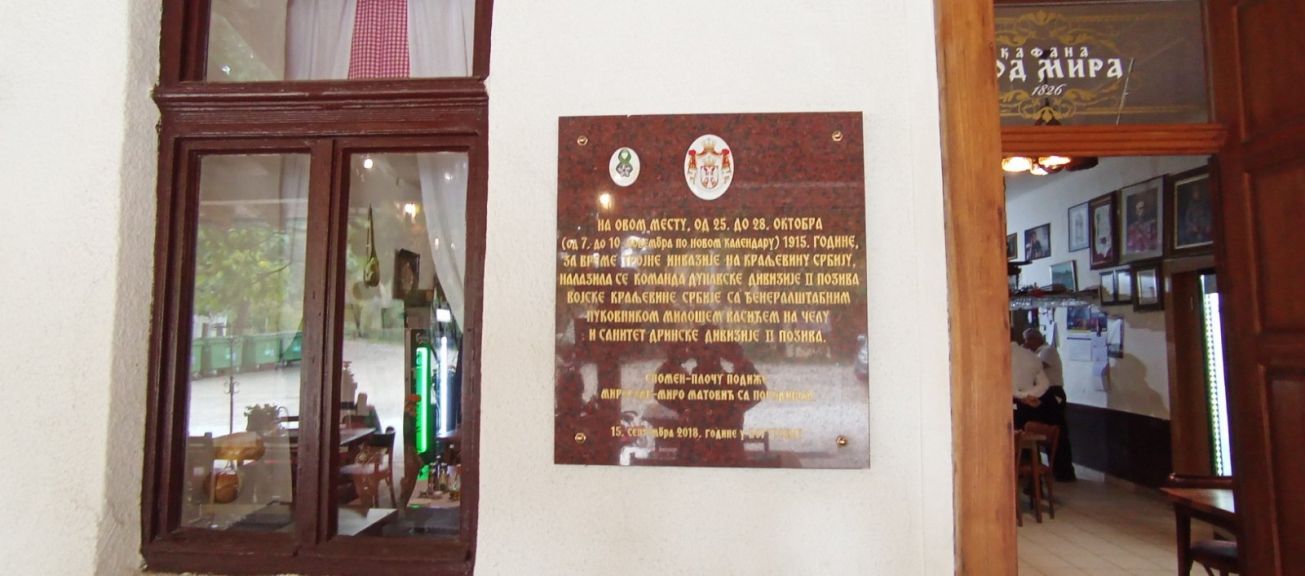 НА ОВОМ МЕСТУ, ОД 25. ДО 28. ОКТОБРА
(ОД 7. ДО 10. НОВЕМБРА ПО НОВОМ КАЛЕНДАРУ) 1915. ГОДИНЕ,
ЗА ВРЕМЕ ТРОЈНЕ ИНВАЗИЈЕ НА КРАЉЕВИНУ СРБИЈУ,
НАЛАЗИЛА СЕ КОМАНДА ДУНАВСКЕ ДИВИЗИЈЕ II ПОЗИВА
ВОЈСКЕ КРАЉЕВИНЕ СРБИЈЕ СА ЂЕНЕРАЛШТАБНИМ
ПУКОВНИКОМ МИЛОШЕМ ВАСИЋЕМ НА ЧЕЛУ
И САНИТЕТ ДРИНСКЕ ДИВИЗИЈЕ II ПОЗИВА.
СПОМЕН-ПЛОЧУ ПОДИЖЕ
МАТОВИЋ СА ПОРОДИЦОМ
15. СЕПТЕМБРА 2018. ГОДИНЕ У
КАФАНА
МИРА
1826